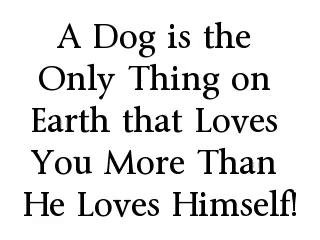 A Dog is the
Only Thing on
Earth that Loves
You More Than
He Loves Himself!